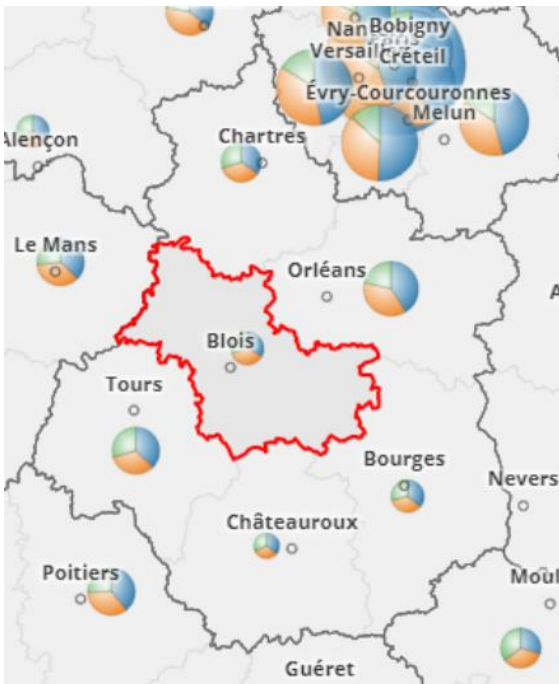 Nan
Bobigny
Versail
Créteil
Évry-Courcouronnes
Melun
Alençon
Chartres
Le Mans
Orléans
A
Blois
Tours
Bourges
Nevers
Châteauroux
Poitiers
Moul
Guéret